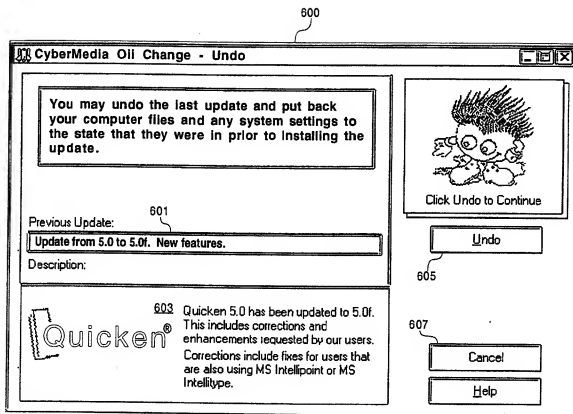 600
CyberMedia Oil Change - Undo
You may undo the last update and put back
your computer files and any system settings to
the state that they were in prior to installing the
update.
Click Undo to Continue
601
Previous Update:
Update from 5.0 to 5.0f. New features.
Undo
Description:
605
603
Quicken 5.0 has been updated to 5.0f.
This includes corrections and
enhancements requested by our users.
Corrections include fixes for users that
are also using MS Intellipoint or MS
Intellitype.
Quicken®
607
Cancel
Help